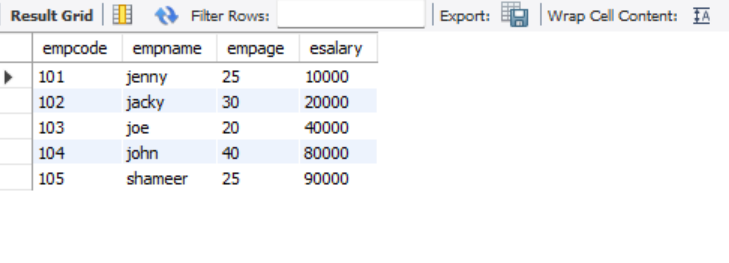 Result Grid Filter Rows: Export: Wrap Cell Content: IA
empcode empname empage esalary
101 jenny 25 10000
102 jacky 30 20000
103 joe 20 40000
104 john 40 80000
105 shameer 25 90000